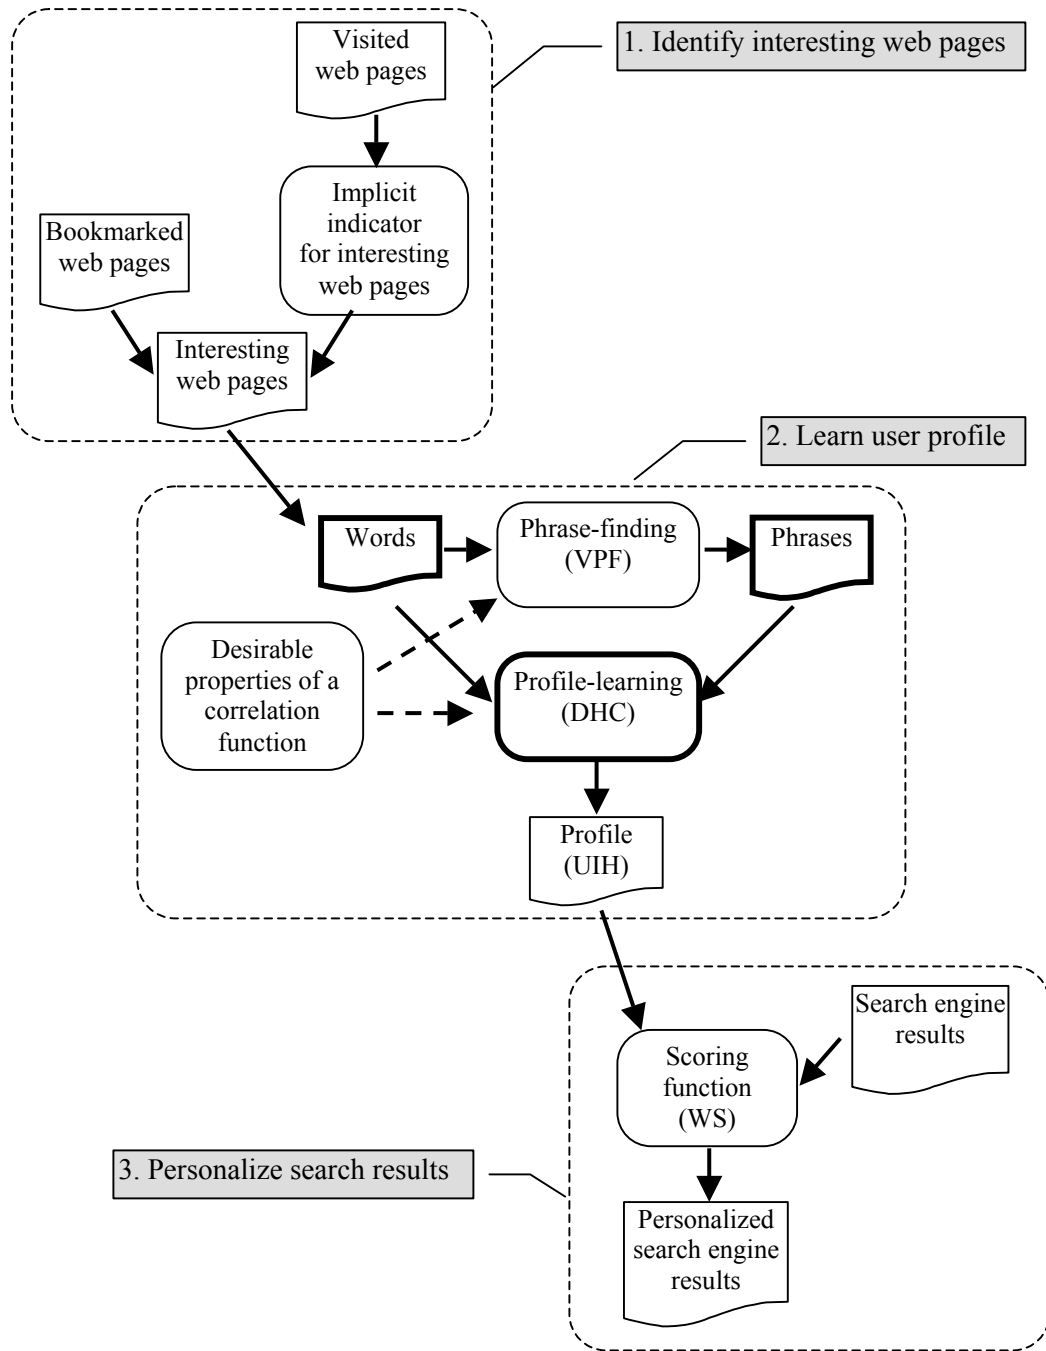 Visited
web pages
1. Identify interesting web pages
Implicit
indicator
for interesting
web pages
Bookmarked
web pages
Interesting
web pages
2. Learn user profile
Words
Phrase-finding
(VPF)
Phrases
Desirable
properties of a
correlation
function
Profile-learning
(DHC)
Profile
(UIH)
Search engine
results
Scoring
function
(WS)
3. Personalize search results
Personalized
search engine
results